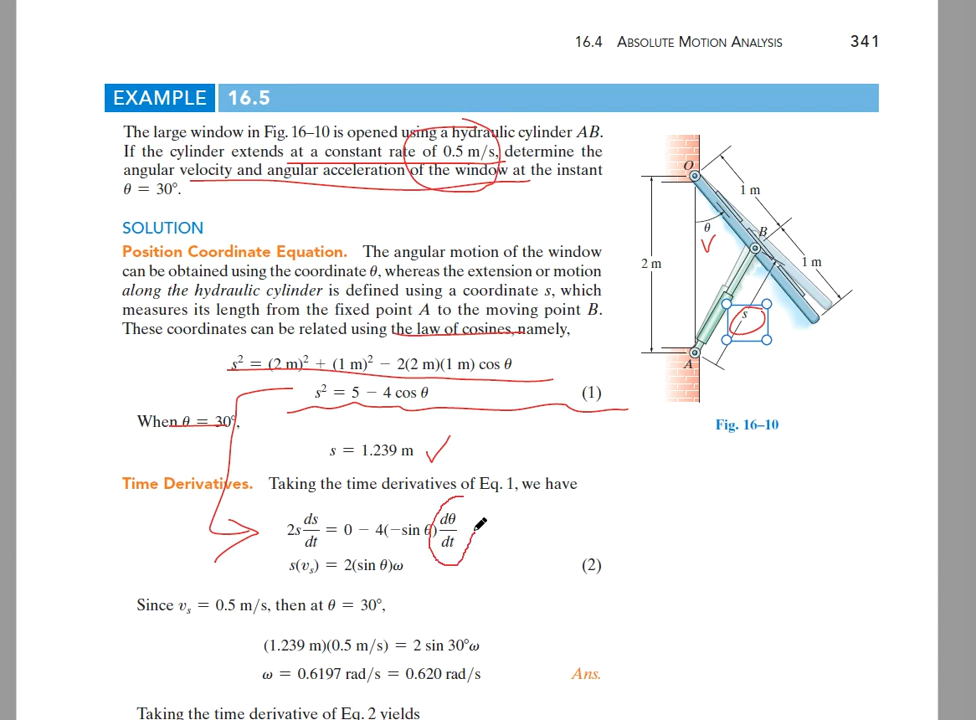 16.4 ABSOLUTE MOTION ANALYSIS 341
EXAMPLE 16.5
The large window in Fig. 16–10 is opened using a hydraulic cylinder AB.
If the cylinder extends at a constant rate of 0.5 m/s, determine the
angular velocity and angular acceleration of the window at the instant
θ = 30°.
SOLUTION
Position Coordinate Equation. The angular motion of the window
can be obtained using the coordinate θ, whereas the extension or motion
along the hydraulic cylinder is defined using a coordinate s, which
measures its length from the fixed point A to the moving point B.
These coordinates can be related using the law of cosines, namely,
s² = (2 m)² + (1 m)² − 2(2 m)(1 m) cos θ
s² = 5 − 4 cos θ (1)
When θ = 30°,
s = 1.239 m
Time Derivatives. Taking the time derivatives of Eq. 1, we have
2s ds/dt = 0 − 4(−sin θ) dθ/dt
s(vₛ) = 2(sin θ)ω (2)
Since vₛ = 0.5 m/s, then at θ = 30°,
(1.239 m)(0.5 m/s) = 2 sin 30°ω
ω = 0.6197 rad/s = 0.620 rad/s Ans.
Taking the time derivative of Eq. 2 yields
O
1 m
θ
B
2 m
1 m
s
A
Fig. 16–10